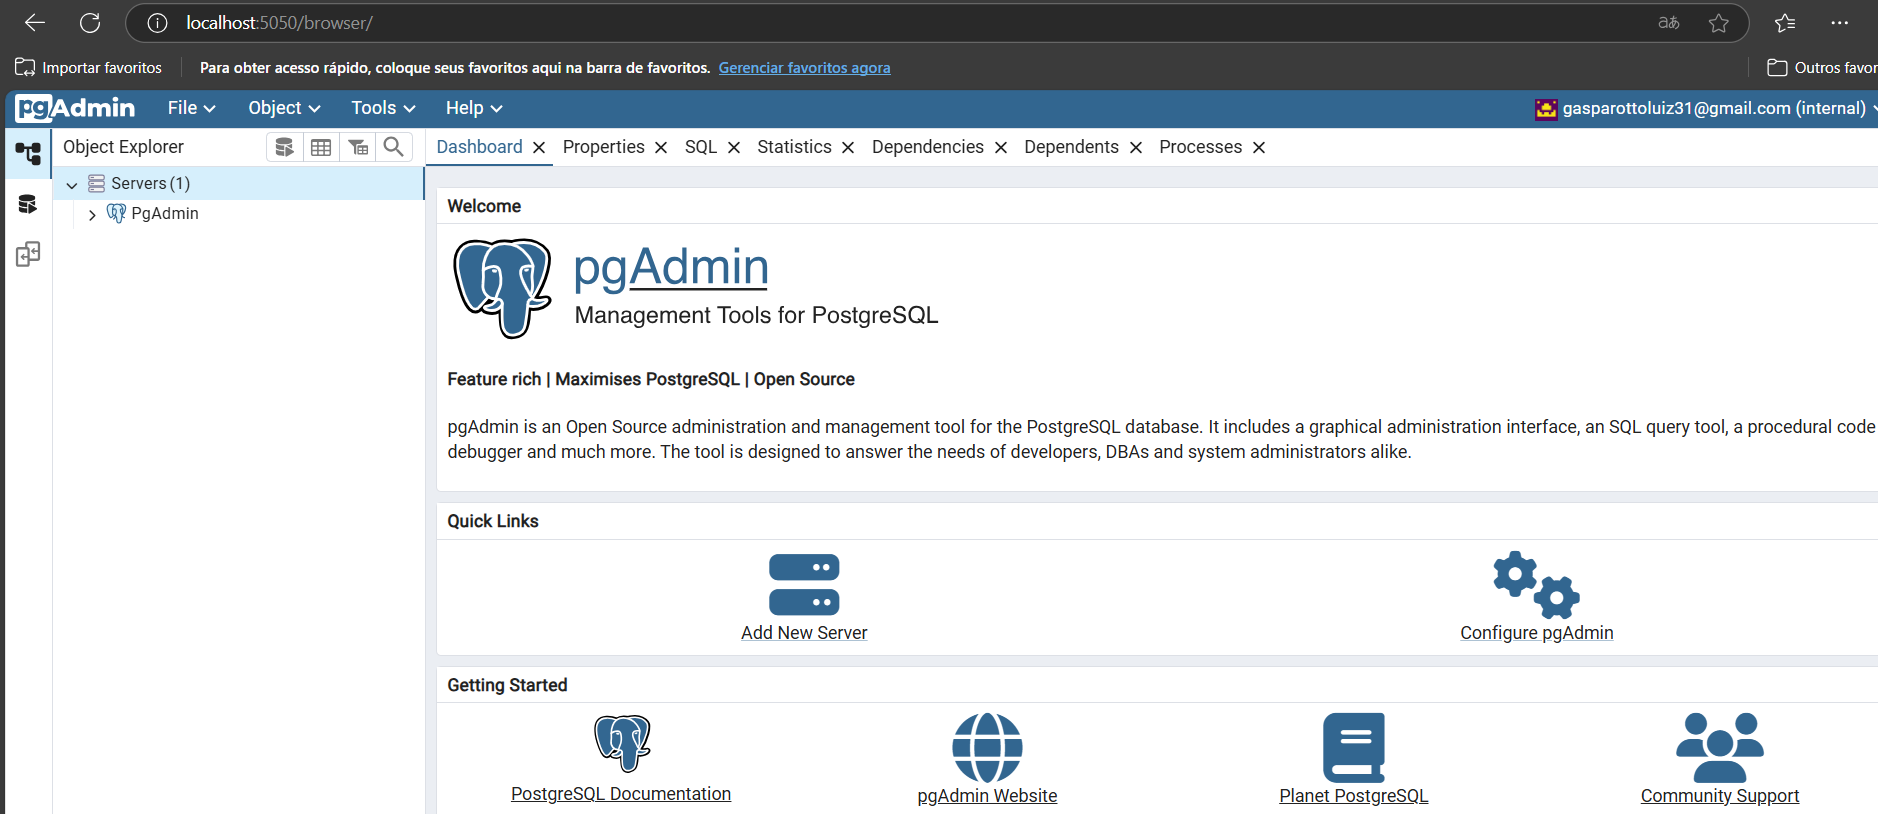 localhost:5050/browser/ aあ
Importar favoritos Para obter acesso rápido, coloque seus favoritos aqui na barra de favoritos. Gerenciar favoritos agora Outros favor
pgAdmin File Object Tools Help gasparottoluiz31@gmail.com (internal)
Object Explorer Dashboard Properties SQL Statistics Dependencies Dependents Processes
Servers (1)
PgAdmin
Welcome
pgAdmin
Management Tools for PostgreSQL
Feature rich | Maximises PostgreSQL | Open Source
pgAdmin is an Open Source administration and management tool for the PostgreSQL database. It includes a graphical administration interface, an SQL query tool, a procedural code
debugger and much more. The tool is designed to answer the needs of developers, DBAs and system administrators alike.
Quick Links
Add New Server Configure pgAdmin
Getting Started
PostgreSQL Documentation pgAdmin Website Planet PostgreSQL Community Support